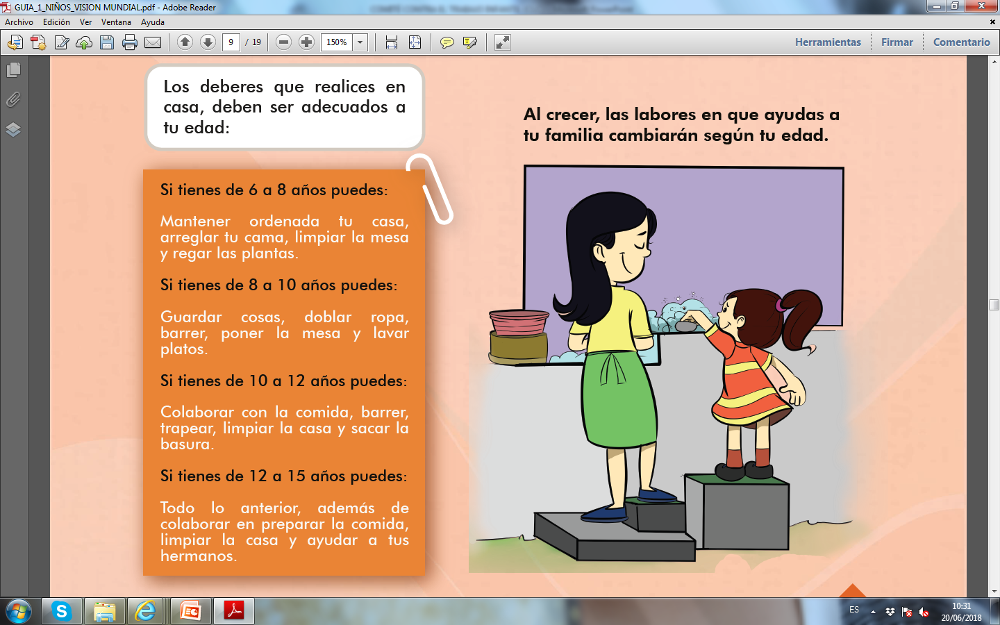 GUIA_1_NIÑOS_VISION MUNDIAL.pdf - Adobe Reader
Archivo Edición Ver Ventana Ayuda
9 / 19 150% Herramientas Firmar Comentario
Los deberes que realices en
casa, deben ser adecuados a
tu edad:
Si tienes de 6 a 8 años puedes:
Mantener ordenada tu casa,
arreglar tu cama, limpiar la mesa
y regar las plantas.
Si tienes de 8 a 10 años puedes:
Guardar cosas, doblar ropa,
barrer, poner la mesa y lavar
platos.
Si tienes de 10 a 12 años puedes:
Colaborar con la comida, barrer,
trapear, limpiar la casa y sacar la
basura.
Si tienes de 12 a 15 años puedes:
Todo lo anterior, además de
colaborar en preparar la comida,
limpiar la casa y ayudar a tus
hermanos.
Al crecer, las labores en que ayudas a
tu familia cambiarán según tu edad.
ES 10:31
20/06/2018